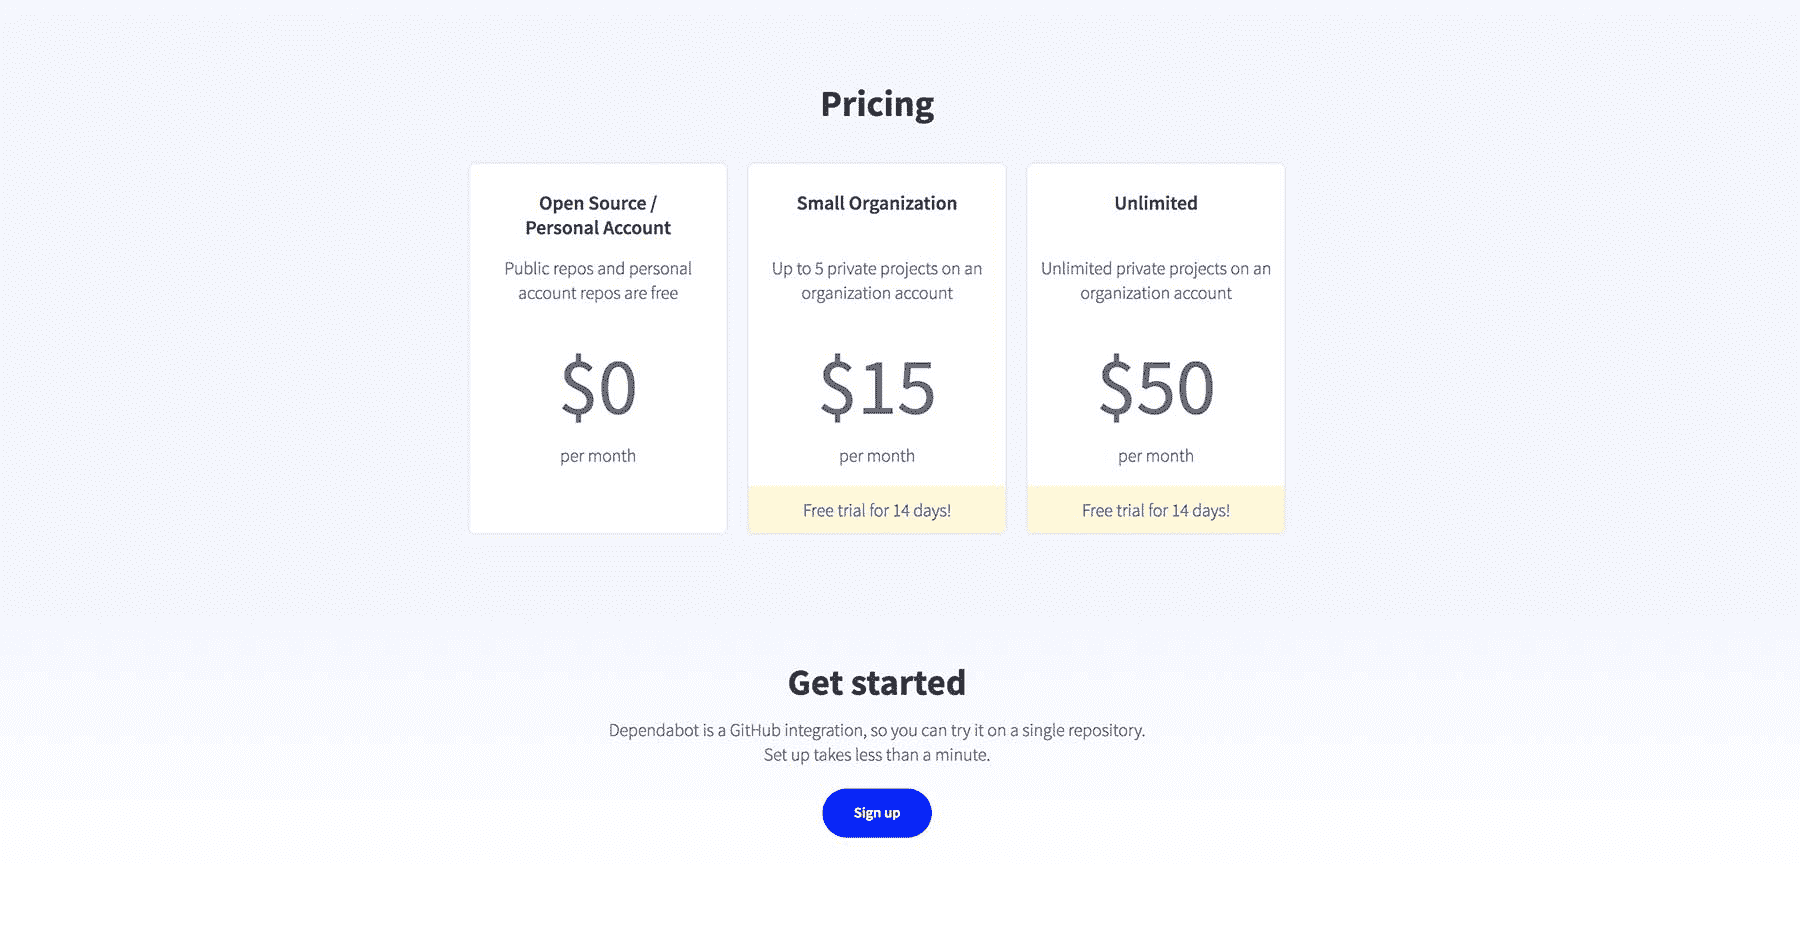 Pricing
Open Source /
Personal Account
Public repos and personal
account repos are free
$0
per month
Small Organization
Up to 5 private projects on an
organization account
$15
per month
Free trial for 14 days!
Unlimited
Unlimited private projects on an
organization account
$50
per month
Free trial for 14 days!
Get started
Dependabot is a GitHub integration, so you can try it on a single repository.
Set up takes less than a minute.
Sign up